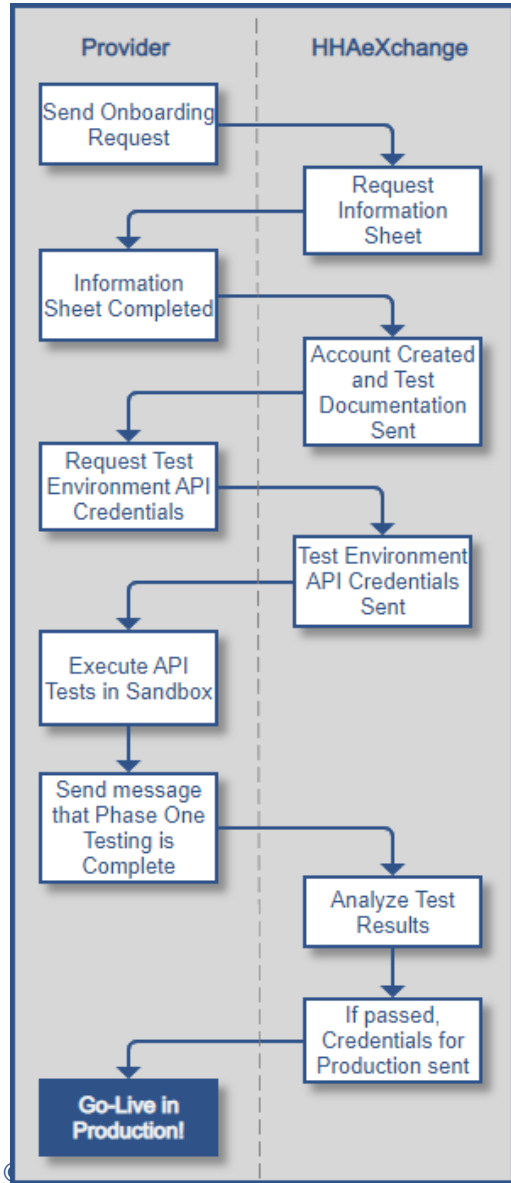 Provider
HHAeXchange
Send Onboarding
Request
Request
Information
Sheet
Information
Sheet Completed
Account Created
and Test
Documentation
Sent
Request Test
Environment API
Credentials
Test Environment
API Credentials
Sent
Execute API
Tests in Sandbox
Send message
that Phase One
Testing is
Complete
Analyze Test
Results
If passed,
Credentials for
Production sent
Go-Live in
Production!
©